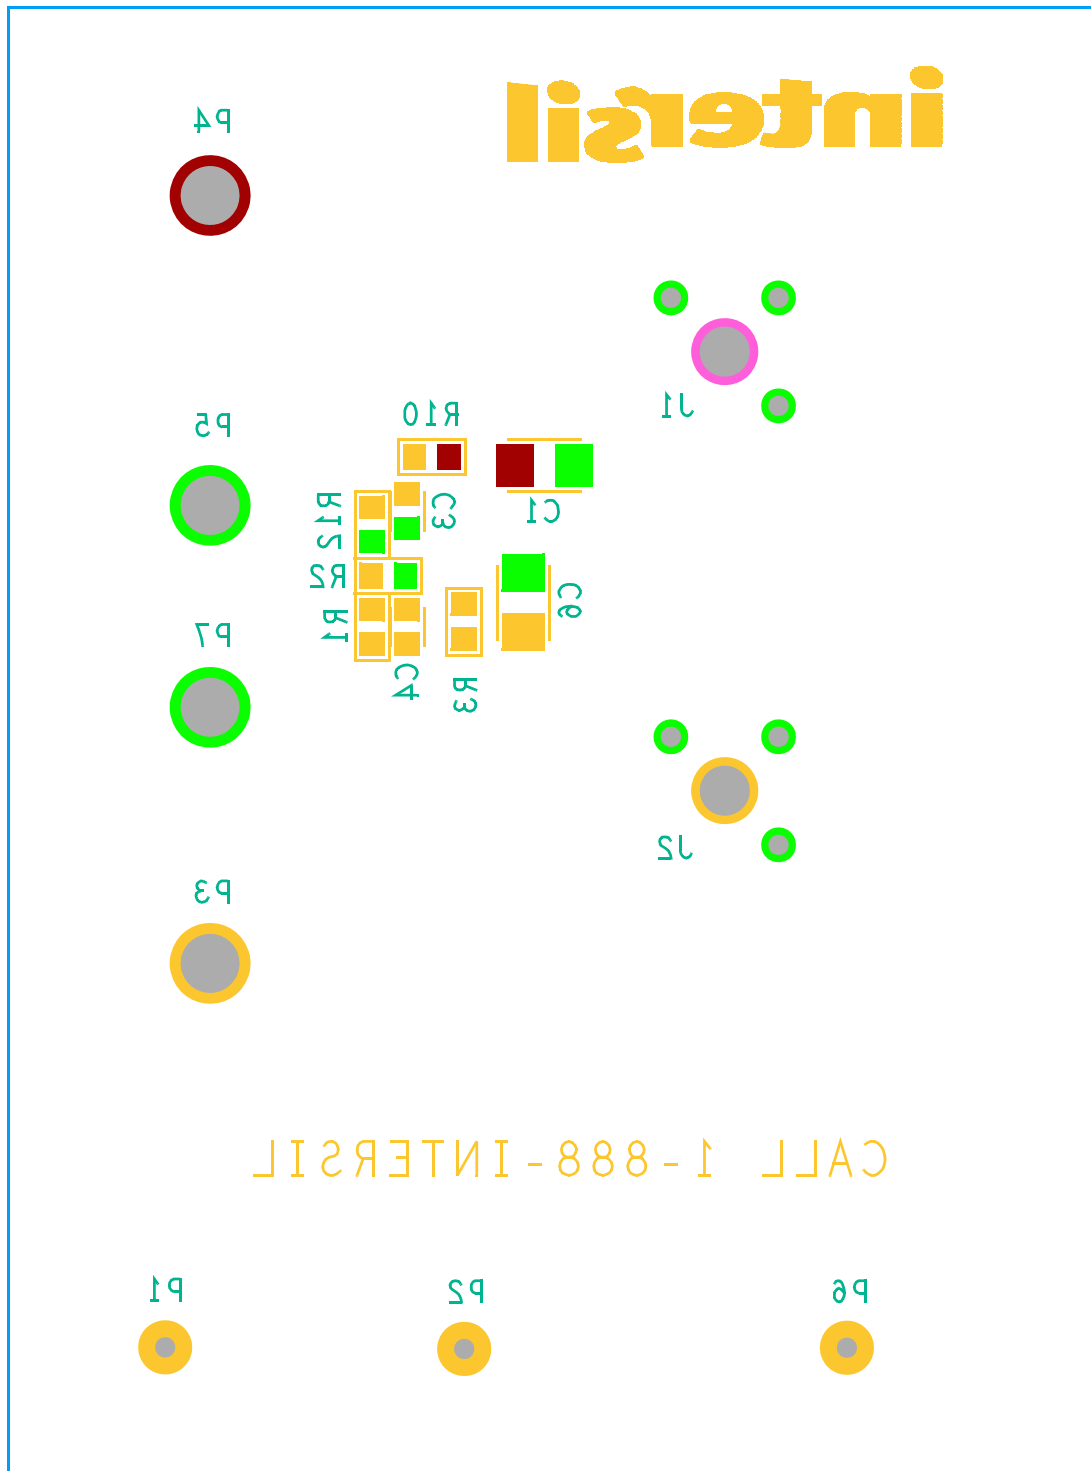 intersil
P4
J1
P5
R10
C1
C3
R12
R2
C6
R1
P7
C4
R3
J2
P3
CALL 1-888-INTERSIL
P1
P2
P6